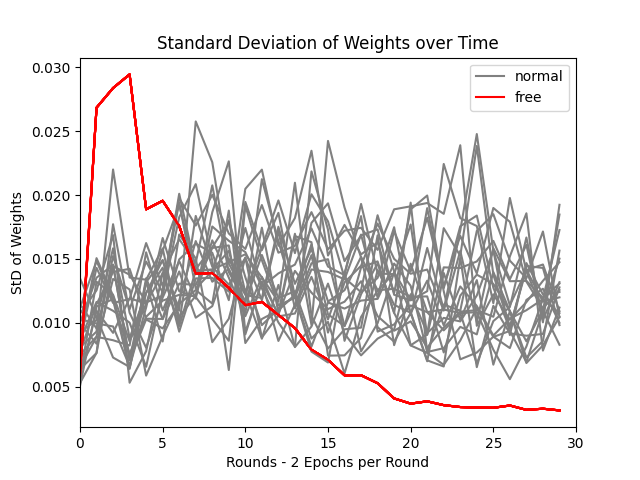 Standard Deviation of Weights over Time
StD of Weights
0.030
0.025
0.020
0.015
0.010
0.005
normal
free
0
5
10
15
20
25
30
Rounds - 2 Epochs per Round